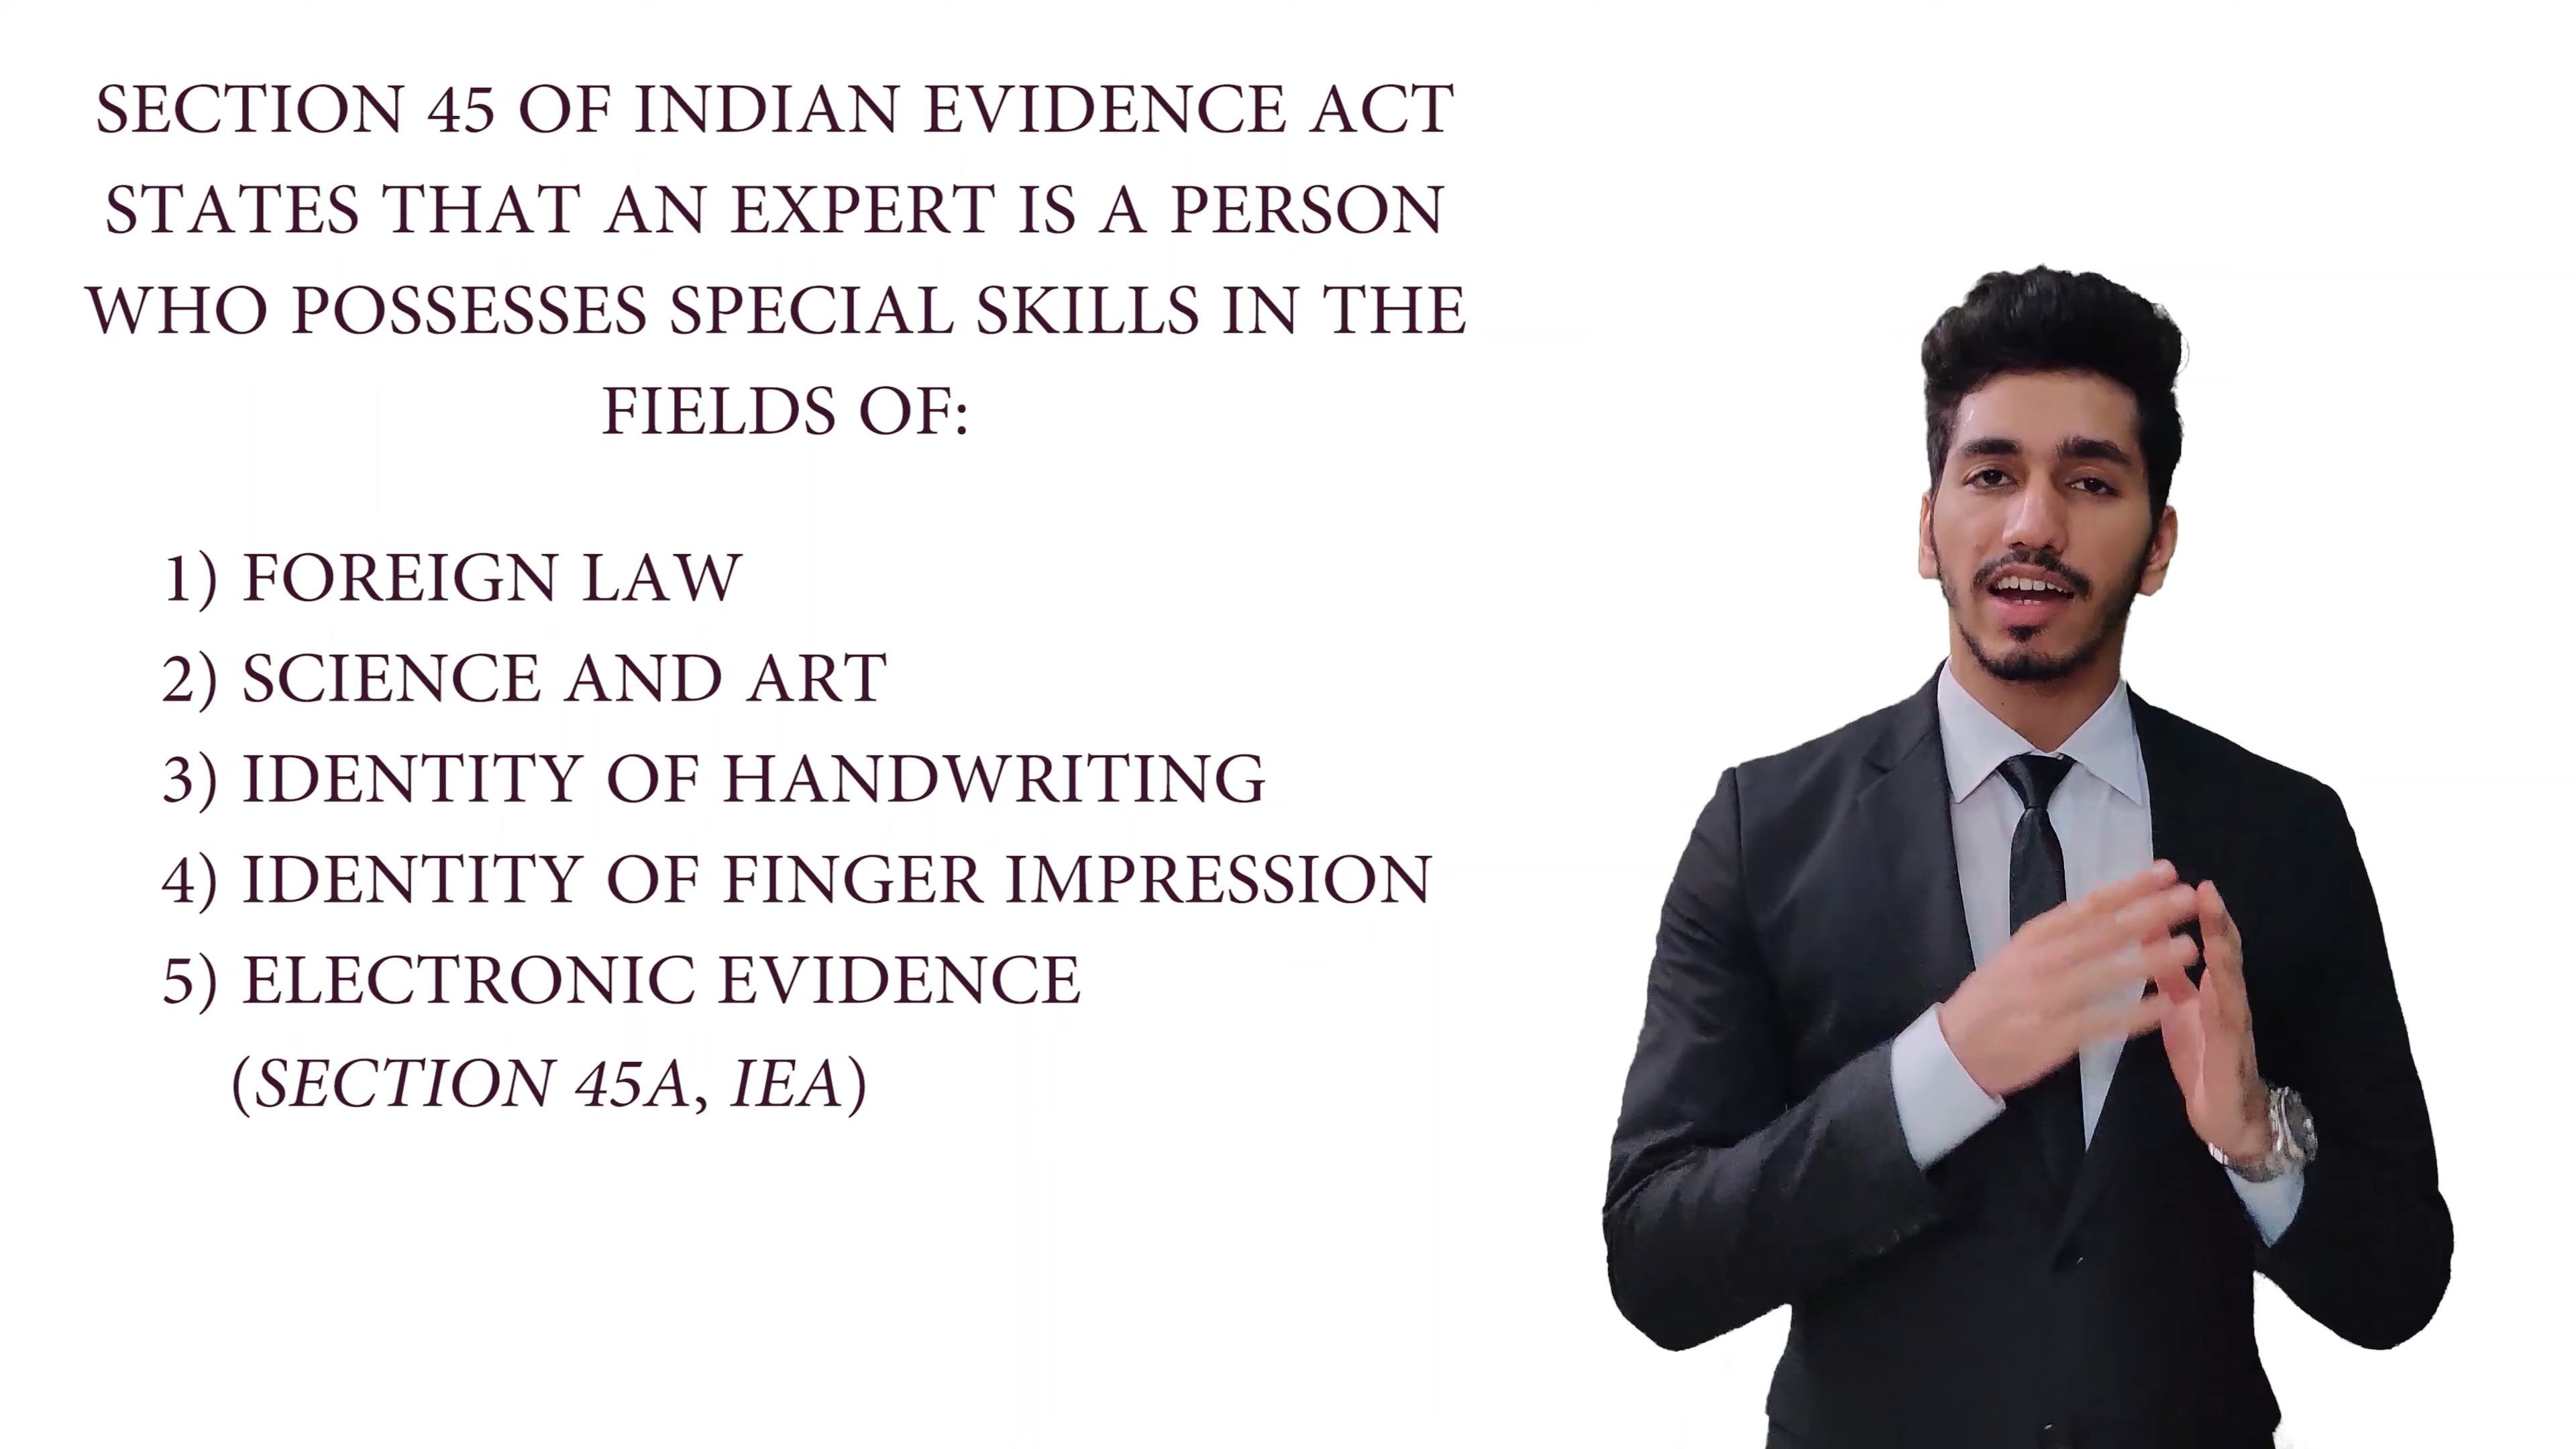 SECTION 45 OF INDIAN EVIDENCE ACT
STATES THAT AN EXPERT IS A PERSON
WHO POSSESSES SPECIAL SKILLS IN THE
FIELDS OF:
1) FOREIGN LAW
2) SCIENCE AND ART
3) IDENTITY OF HANDWRITING
4) IDENTITY OF FINGER IMPRESSION
5) ELECTRONIC EVIDENCE
(SECTION 45A, IEA)